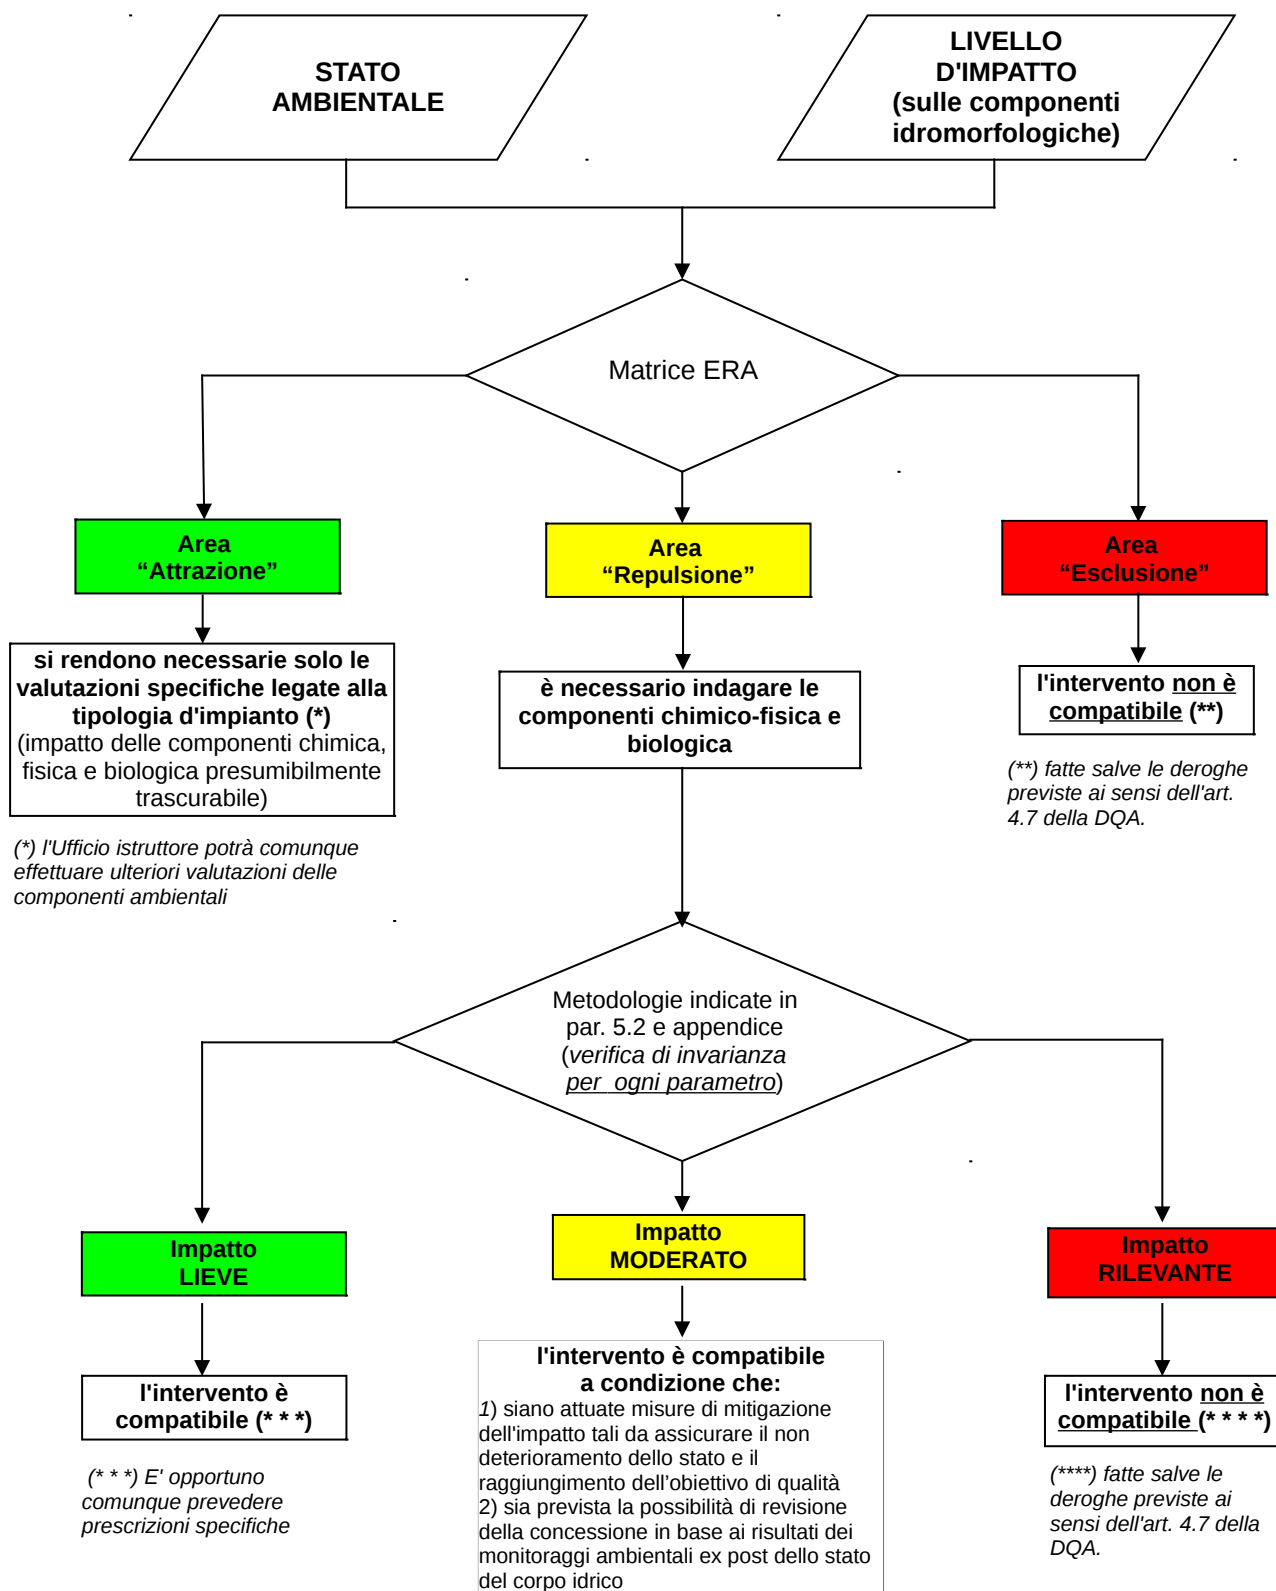 STATO
AMBIENTALE
LIVELLO
D'IMPATTO
(sulle componenti
idromorfologiche)
Matrice ERA
Area
“Attrazione”
Area
“Repulsione”
Area
“Esclusione”
si rendono necessarie solo le
valutazioni specifiche legate alla
tipologia d'impianto (*)
(impatto delle componenti chimica,
fisica e biologica presumibilmente
trascurabile)
è necessario indagare le
componenti chimico-fisica e
biologica
l'intervento non è
compatibile (**)
(**) fatte salve le deroghe
previste ai sensi dell'art.
4.7 della DQA.
(*) l'Ufficio istruttore potrà comunque
effettuare ulteriori valutazioni delle
componenti ambientali
Metodologie indicate in
par. 5.2 e appendice
(verifica di invarianza
per ogni parametro)
Impatto
LIEVE
Impatto
MODERATO
Impatto
RILEVANTE
l'intervento è
compatibile (* * *)
(* * *) E' opportuno
comunque prevedere
prescrizioni specifiche
l'intervento è compatibile
a condizione che:
1) siano attuate misure di mitigazione
dell'impatto tali da assicurare il non
deterioramento dello stato e il
raggiungimento dell’obiettivo di qualità
2) sia prevista la possibilità di revisione
della concessione in base ai risultati dei
monitoraggi ambientali ex post dello stato
del corpo idrico
l'intervento non è
compatibile (* * * *)
(****) fatte salve le
deroghe previste ai
sensi dell'art. 4.7 della
DQA.